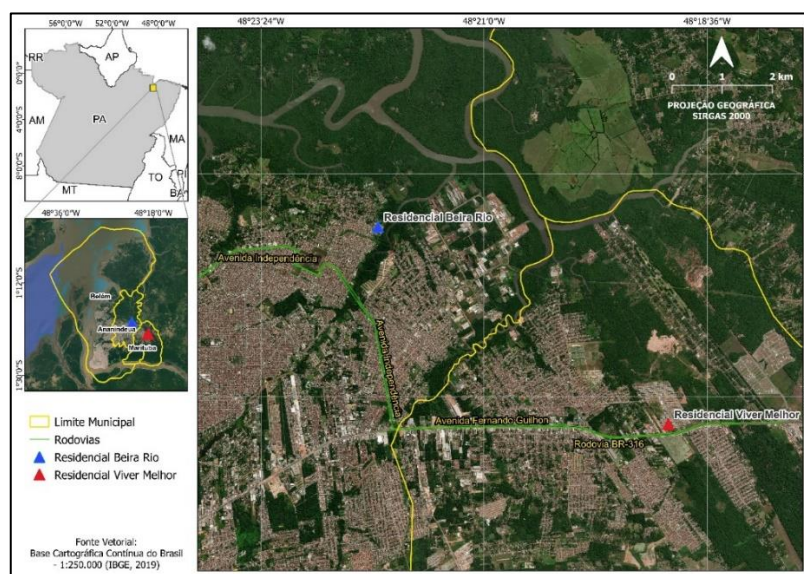 56°0'0"W 52°0'0"W 48°0'0"W
RR
AP
0°0'0"
AM
PA
4°0'0"S
MA
8°0'0"S
MT
TO
PI
BA
48°36'W 48°18'0"W
1°12'0"S
Belém
Ananindeua
Marituba
1°30'0"S
Limite Municipal
Rodovias
Residencial Beira Rio
Residencial Viver Melhor
Fonte Vetorial:
Base Cartográfica Contínua do Brasil
- 1:250.000 (IBGE, 2019)
48°23'24"W 48°21'0"W 48°18'36"W
0 1 2 km
PROJEÇÃO GEOGRÁFICA
SIRGAS 2000
Residencial Beira Rio
Avenida Independência
Avenida Independência
Residencial Viver Melhor
Avenida Fernando Guilhon
Rodovia BR-316